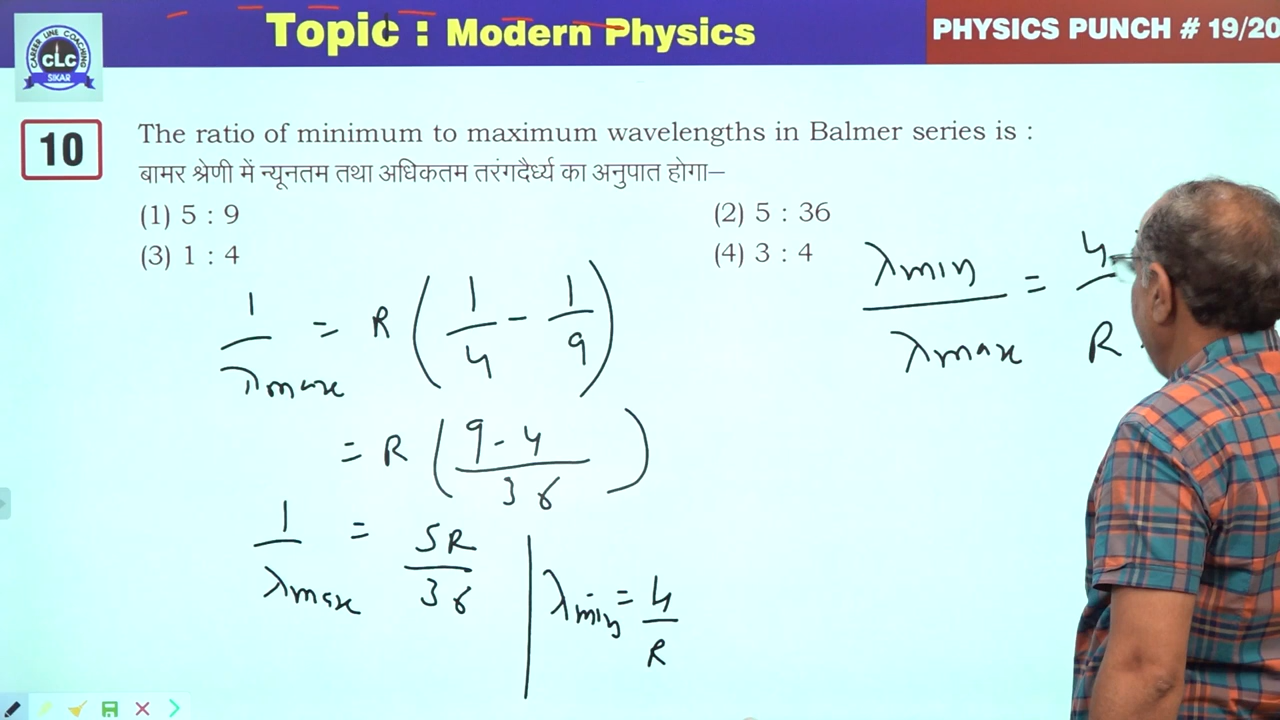 Topic : Modern Physics
PHYSICS PUNCH # 19/20
CAREER LINE COACHING
CLC
SIKAR
10
The ratio of minimum to maximum wavelengths in Balmer series is :
बामर श्रेणी में न्यूनतम तथा अधिकतम तरंगदैर्ध्य का अनुपात होगा–
(1) 5 : 9
(2) 5 : 36
(3) 1 : 4
(4) 3 : 4
1/λmax = R (1/4 - 1/9)
= R (9-4/36)
1/λmax = 5R/36
λmin = 4/R
λmin/λmax = 4/R